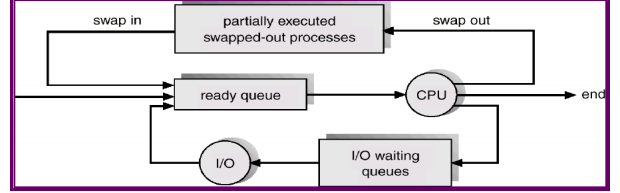 swap in
partially executed
swapped-out processes
swap out
ready queue
CPU
end
I/O
I/O waiting
queues